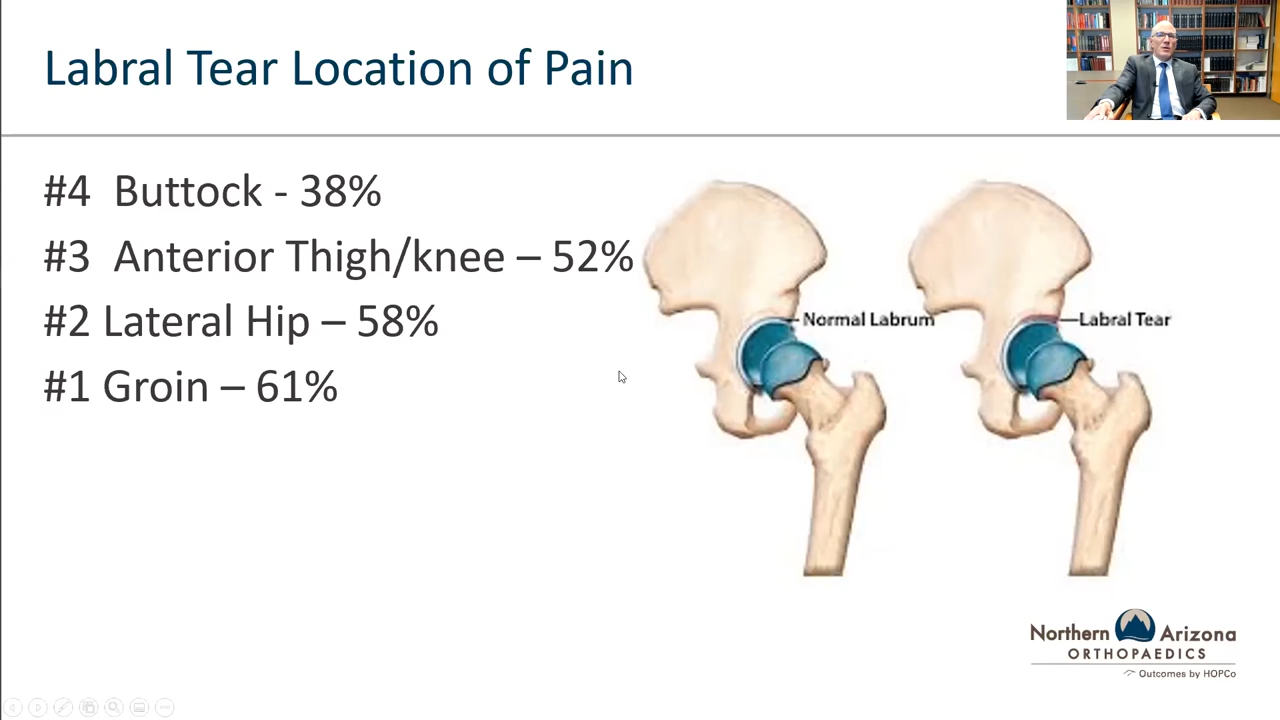 Labral Tear Location of Pain
#4  Buttock - 38%
#3  Anterior Thigh/knee – 52%
#2 Lateral Hip – 58%
#1 Groin – 61%
Normal Labrum
Labral Tear
Northern Arizona
ORTHOPAEDICS
Outcomes by HOPCo